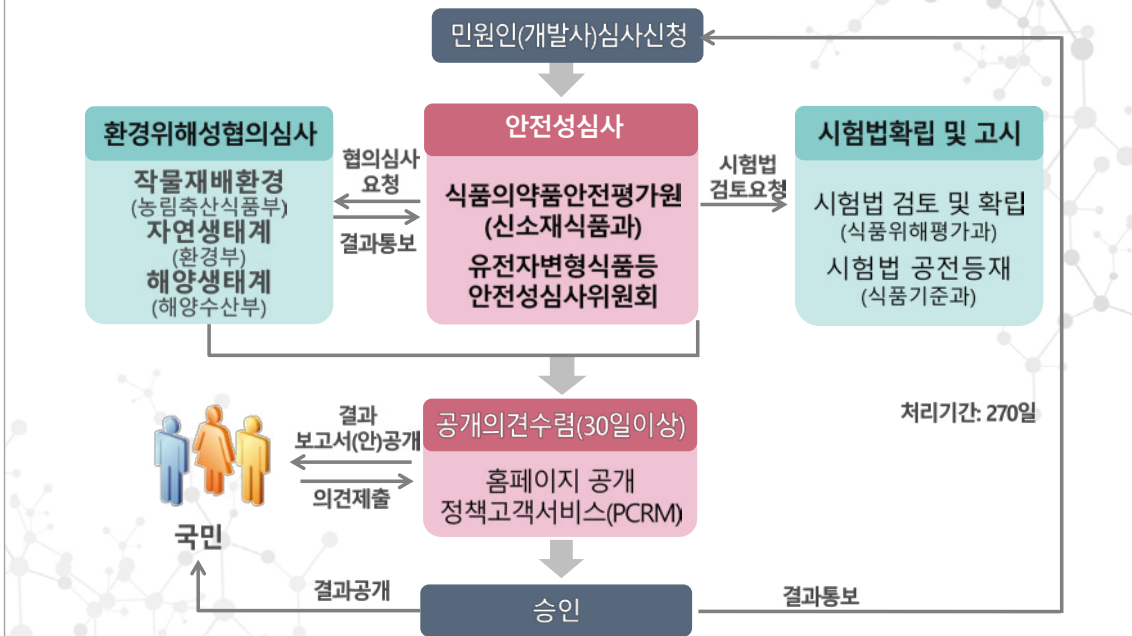 민원인(개발사)심사신청
환경위해성협의심사
작물재배환경
(농림축산식품부)
자연생태계
(환경부)
해양생태계
(해양수산부)
협의심사
요청
결과통보
안전성심사
식품의약품안전평가원
(신소재식품과)
유전자변형식품등
안전성심사위원회
시험법
검토요청
시험법확립 및 고시
시험법 검토 및 확립
(식품위해평가과)
시험법 공전등재
(식품기준과)
처리기간: 270일
국민
결과
보고서(안)공개
의견제출
공개의견수렴(30일이상)
홈페이지 공개
정책고객서비스(PCRM)
결과공개
승인
결과통보